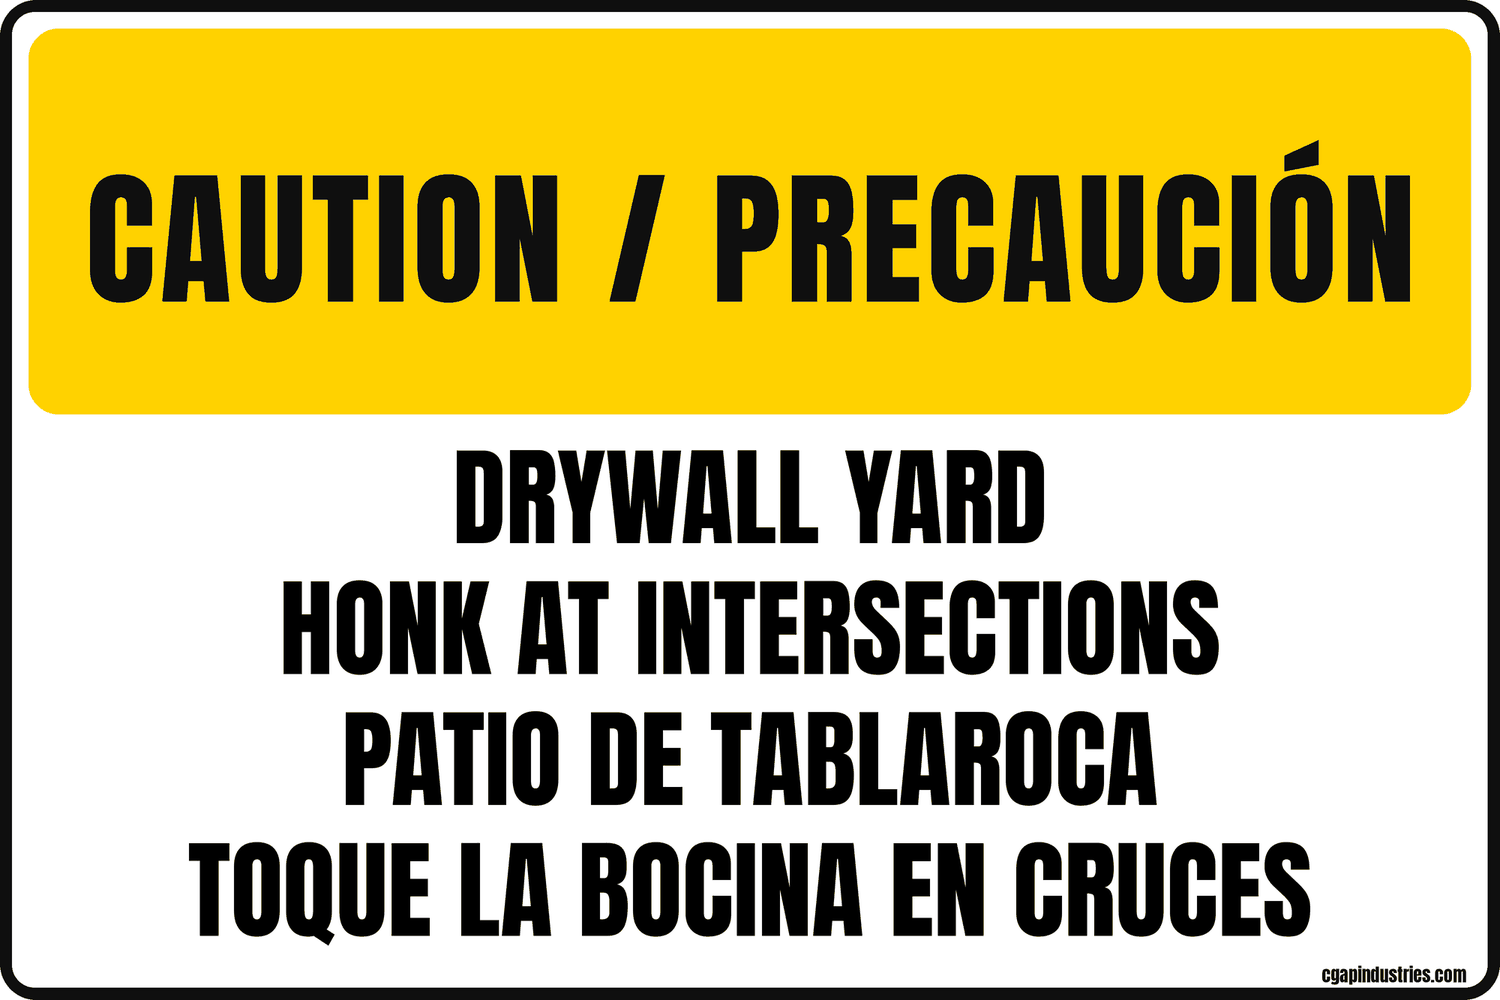 CAUTION / PRECAUCIÓN
DRYWALL YARD
HONK AT INTERSECTIONS
PATIO DE TABLAROCA
TOQUE LA BOCINA EN CRUCES
cgapindustries.com